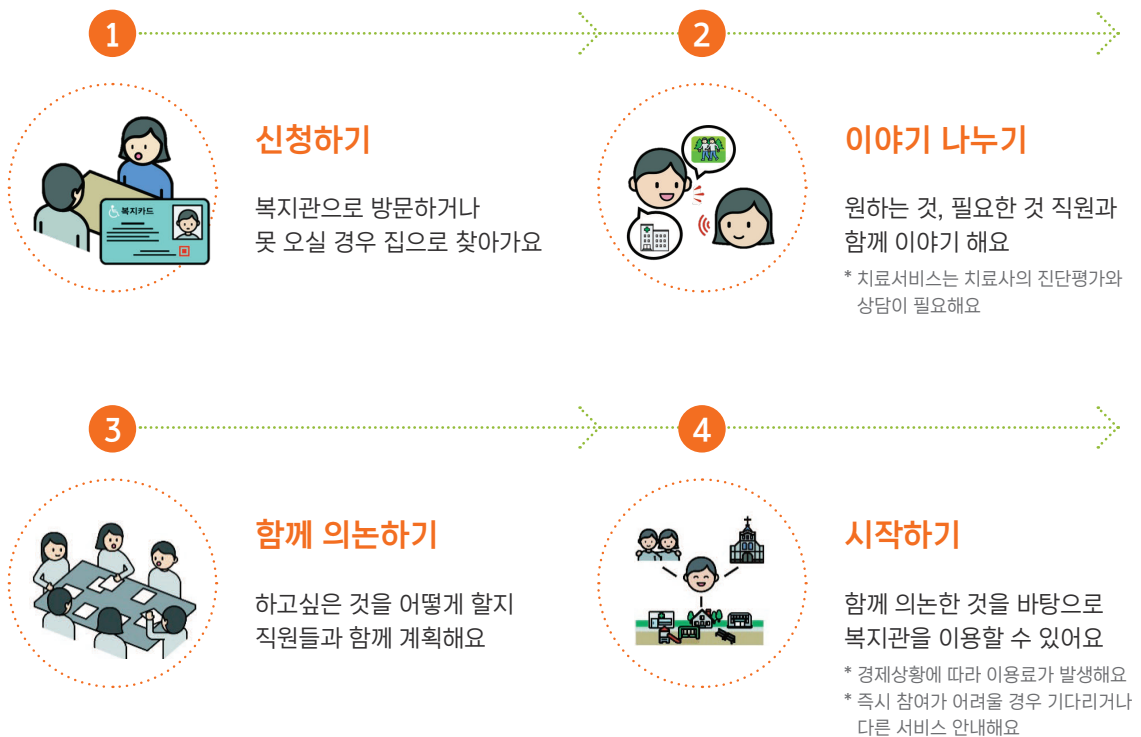 1
2
신청하기
복지카드
복지관으로 방문하거나
못 오실 경우 집으로 찾아가요
이야기 나누기
원하는 것, 필요한 것 직원과
함께 이야기 해요
* 치료서비스는 치료사의 진단평가와
상담이 필요해요
3
4
함께 의논하기
하고싶은 것을 어떻게 할지
직원들과 함께 계획해요
시작하기
함께 의논한 것을 바탕으로
복지관을 이용할 수 있어요
* 경제상황에 따라 이용료가 발생해요
* 즉시 참여가 어려울 경우 기다리거나
다른 서비스 안내해요